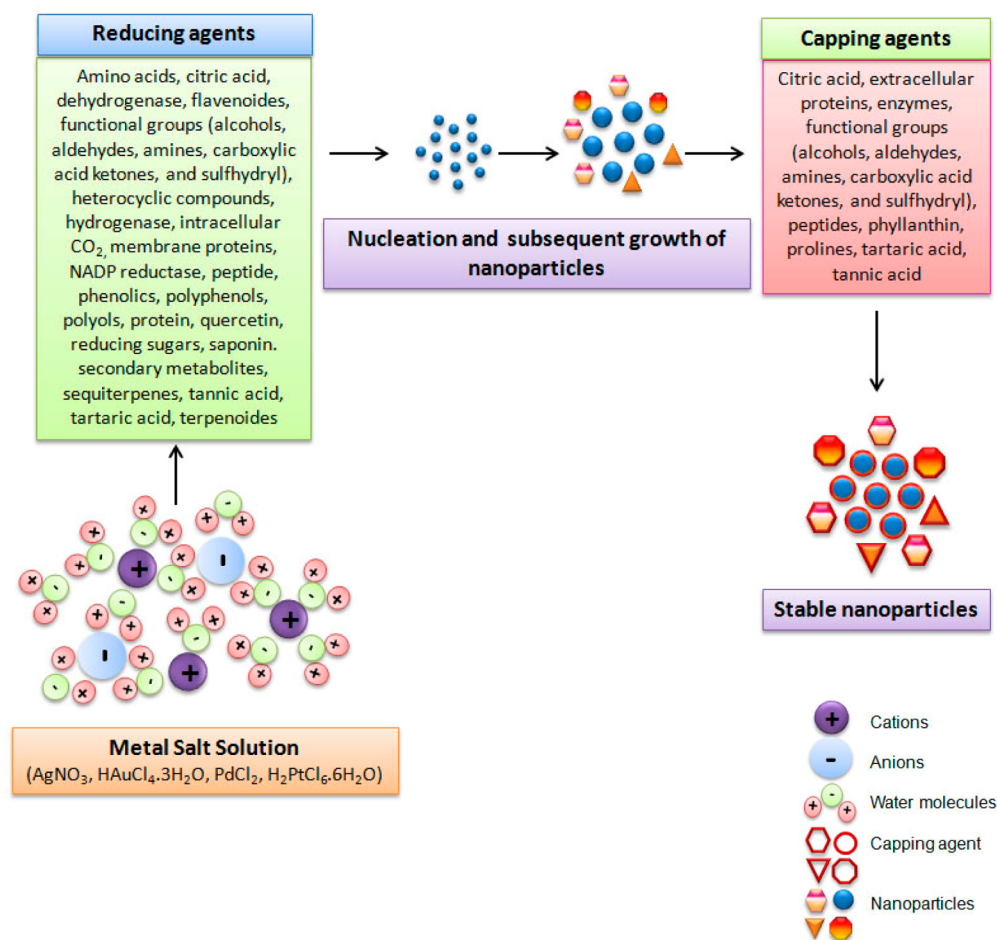 Reducing agents
Amino acids, citric acid,
dehydrogenase, flavenoides,
functional groups (alcohols,
aldehydes, amines, carboxylic
acid ketones, and sulfhydryl),
heterocyclic compounds,
hydrogenase, intracellular
CO₂, membrane proteins,
NADP reductase, peptide,
phenolics, polyphenols,
polyols, protein, quercetin,
reducing sugars, saponin.
secondary metabolites,
sequiterpenes, tannic acid,
tartaric acid, terpenoides
Nucleation and subsequent growth of
nanoparticles
Capping agents
Citric acid, extracellular
proteins, enzymes,
functional groups
(alcohols, aldehydes,
amines, carboxylic acid
ketones, and sulfhydryl),
peptides, phyllanthin,
prolines, tartaric acid,
tannic acid
Stable nanoparticles
Metal Salt Solution
(AgNO₃, HAuCl₄.3H₂O, PdCl₂, H₂PtCl₆.6H₂O)
+ Cations
- Anions
+ - + Water molecules
Capping agent
Nanoparticles